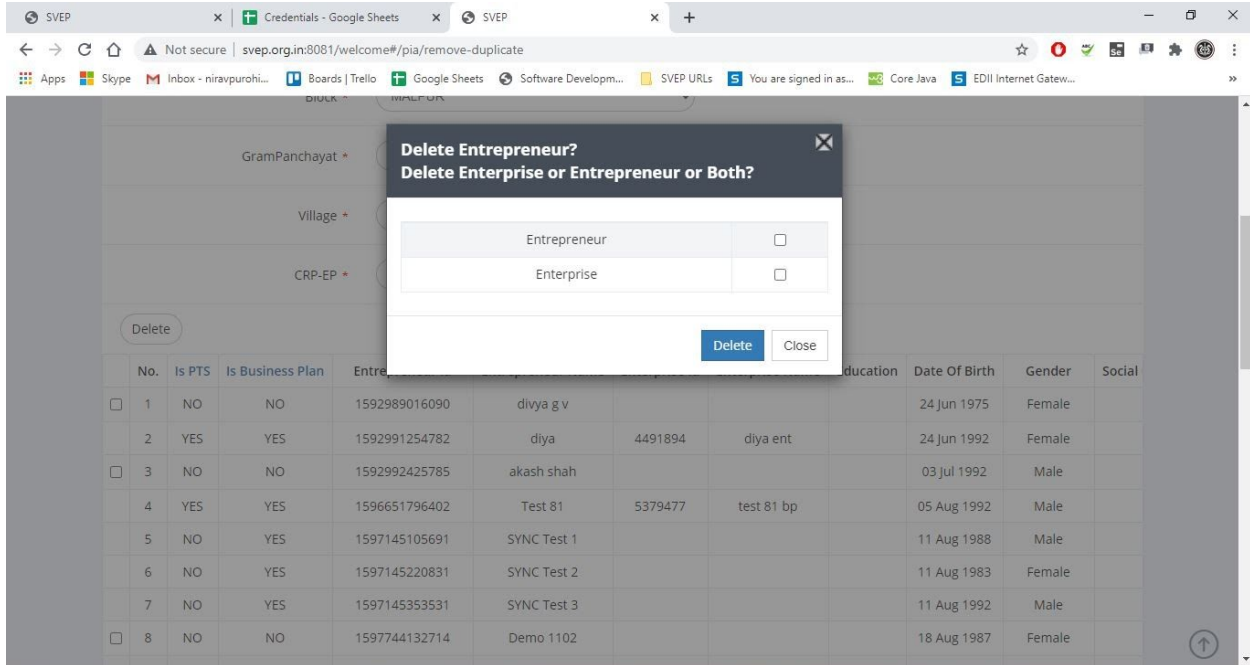 SVEP
Credentials - Google Sheets
SVEP
Not secure | svep.org.in:8081/welcome#/pia/remove-duplicate
Apps Skype Inbox - niravpurohi... Boards | Trello Google Sheets Software Developm... SVEP URLs You are signed in as... Core Java EDII Internet Gatew... »
Block * MALPUR
Delete Entrepreneur?
Delete Enterprise or Entrepreneur or Both?
GramPanchayat *
Village *
Entrepreneur
Enterprise
CRP-EP *
Delete
Delete Close
No. Is PTS Is Business Plan Education Date Of Birth Gender Social
1 NO NO 1592989016090 divya g v 24 Jun 1975 Female
2 YES YES 1592991254782 diya 4491894 diya ent 24 Jun 1992 Female
3 NO NO 1592992425785 akash shah 03 Jul 1992 Male
4 YES YES 1596651796402 Test 81 5379477 test 81 bp 05 Aug 1992 Male
5 NO YES 1597145105691 SYNC Test 1 11 Aug 1988 Male
6 NO YES 1597145220831 SYNC Test 2 11 Aug 1983 Female
7 NO YES 1597145353531 SYNC Test 3 11 Aug 1992 Male
8 NO NO 1597744132714 Demo 1102 18 Aug 1987 Female